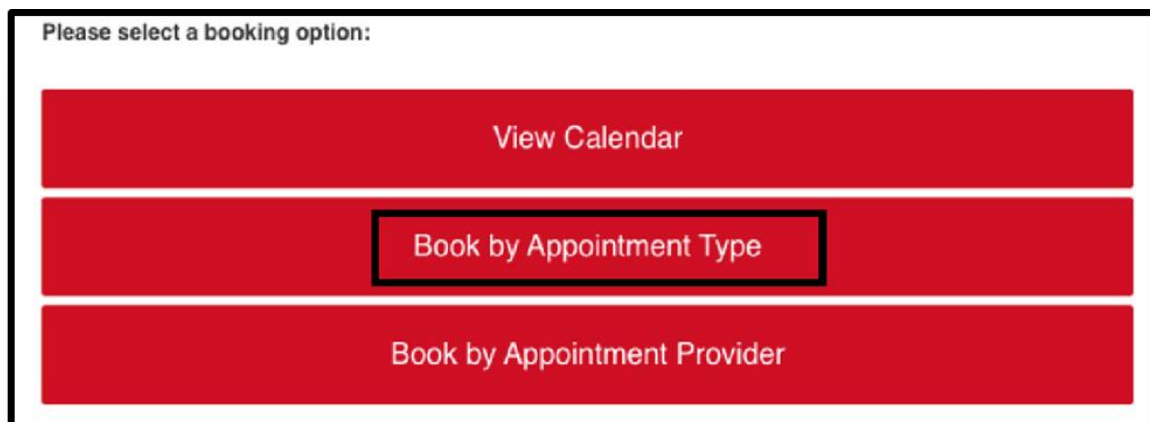 Please select a booking option:
View Calendar
Book by Appointment Type
Book by Appointment Provider